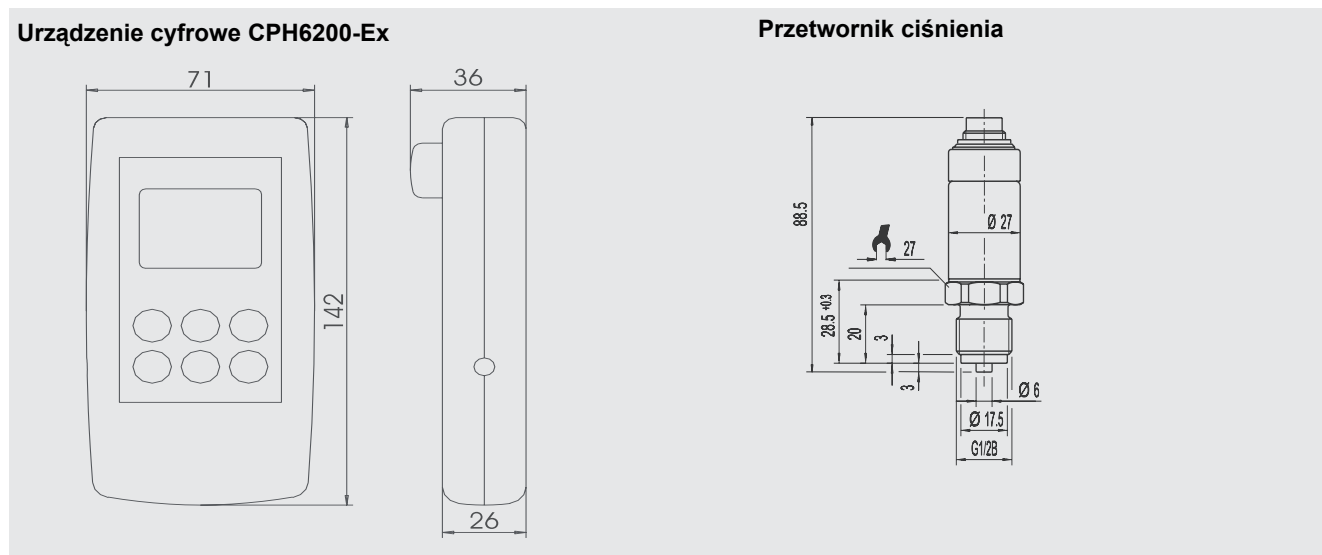 Urządzenie cyfrowe CPH6200-Ex
71
36
142
26
Przetwornik ciśnienia
88.5
Ø 27
27
28.5 +0.3
20
3
3
Ø 6
Ø 17.5
G1/2B